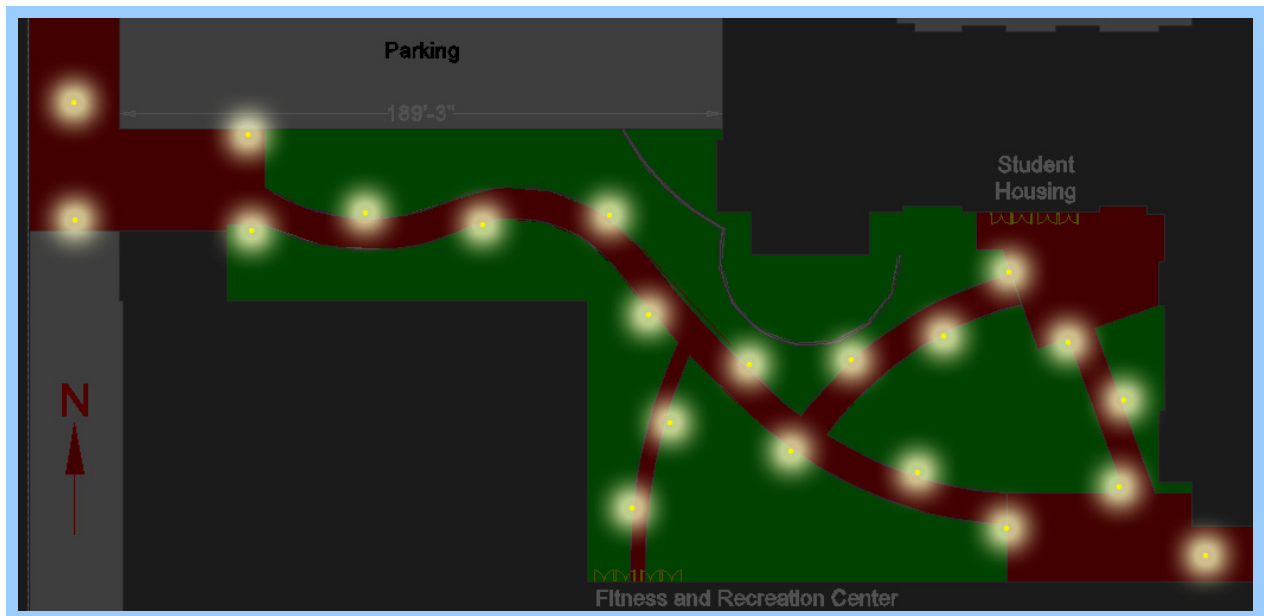 Parking
189'-3"
Student
Housing
N
Fitness and Recreation Center